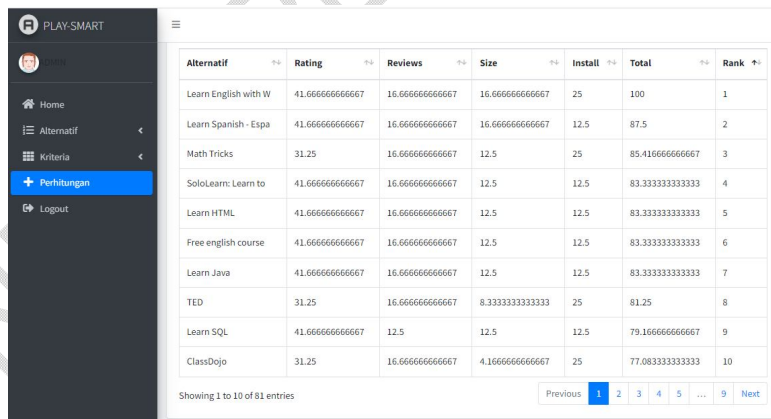 PLAY-SMART
ADMIN
Home
Alternatif
Kriteria
Perhitungan
Logout
Alternatif Rating Reviews Size Install Total Rank
Learn English with W 41.666666666667 16.666666666667 16.666666666667 25 100 1
Learn Spanish - Espa 41.666666666667 16.666666666667 16.666666666667 12.5 87.5 2
Math Tricks 31.25 16.666666666667 12.5 25 85.416666666667 3
SoloLearn: Learn to 41.666666666667 16.666666666667 12.5 12.5 83.333333333333 4
Learn HTML 41.666666666667 16.666666666667 12.5 12.5 83.333333333333 5
Free english course 41.666666666667 16.666666666667 12.5 12.5 83.333333333333 6
Learn Java 41.666666666667 16.666666666667 12.5 12.5 83.333333333333 7
TED 31.25 16.666666666667 8.3333333333333 25 81.25 8
Learn SQL 41.666666666667 12.5 12.5 12.5 79.166666666667 9
ClassDojo 31.25 16.666666666667 4.1666666666667 25 77.083333333333 10
Showing 1 to 10 of 81 entries Previous 1 2 3 4 5 ... 9 Next